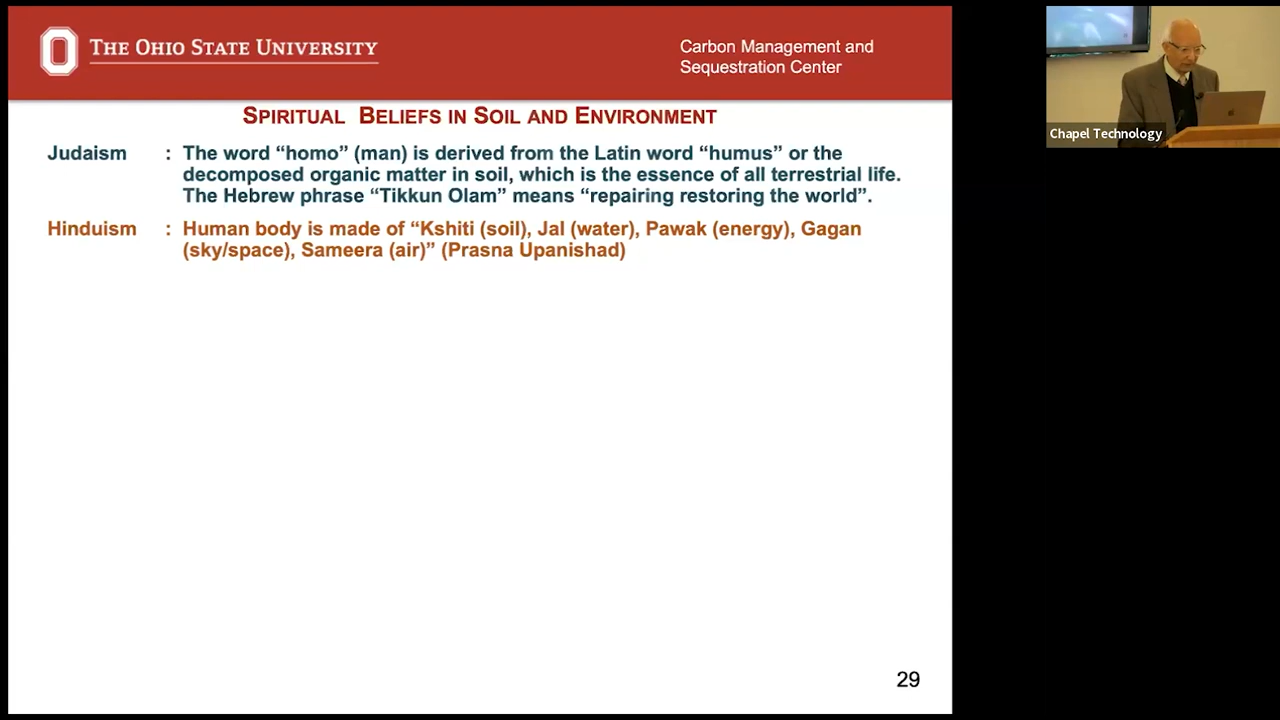 THE OHIO STATE UNIVERSITY
Carbon Management and
Sequestration Center
SPIRITUAL BELIEFS IN SOIL AND ENVIRONMENT
Judaism : The word “homo” (man) is derived from the Latin word “humus” or the
decomposed organic matter in soil, which is the essence of all terrestrial life.
The Hebrew phrase “Tikkun Olam” means “repairing restoring the world”.
Hinduism : Human body is made of “Kshiti (soil), Jal (water), Pawak (energy), Gagan
(sky/space), Sameera (air)” (Prasna Upanishad)
29
Chapel Technology